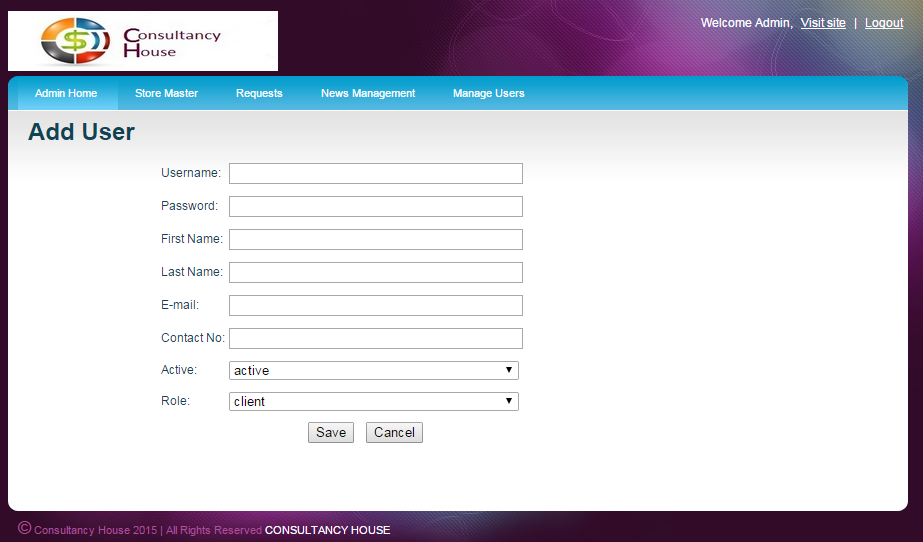 Consultancy
House
Welcome Admin, Visit site | Logout
Admin Home Store Master Requests News Management Manage Users
Add User
Username:
Password:
First Name:
Last Name:
E-mail:
Contact No:
Active: active
Role: client
Save Cancel
© Consultancy House 2015 | All Rights Reserved CONSULTANCY HOUSE